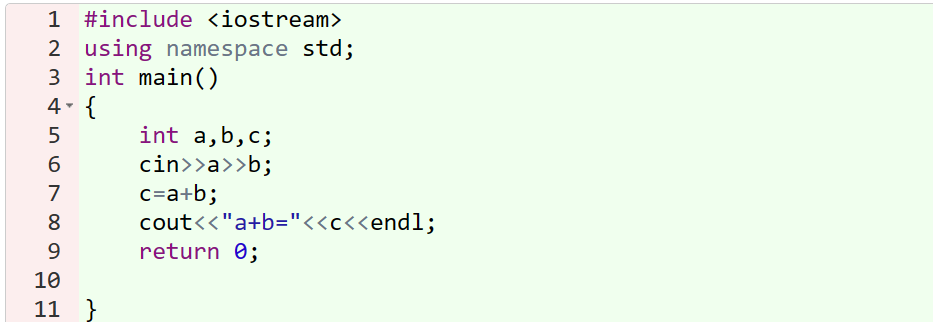 1 #include <iostream>
2 using namespace std;
3 int main()
4 {
5     int a,b,c;
6     cin>>a>>b;
7     c=a+b;
8     cout<<"a+b="<<c<<endl;
9     return 0;
10
11 }